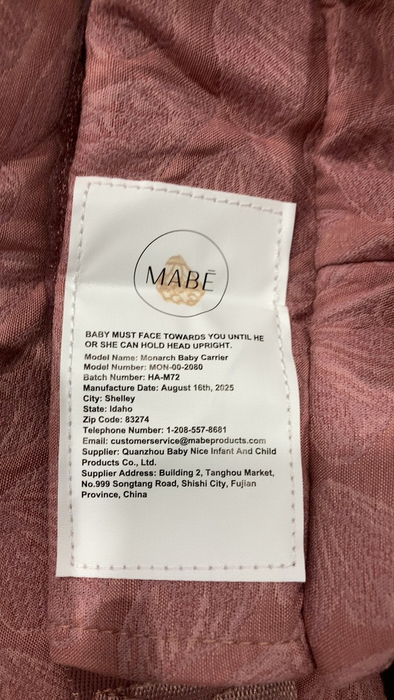 MABĒ
BABY MUST FACE TOWARDS YOU UNTIL HE
OR SHE CAN HOLD HEAD UPRIGHT.
Model Name: Monarch Baby Carrier
Model Number: MON-00-2080
Batch Number: HA-M72
Manufacture Date: August 16th, 2025
City: Shelley
State: Idaho
Zip Code: 83274
Telephone Number: 1-208-557-8681
Email: customerservice@mabeproducts.com
Supplier: Quanzhou Baby Nice Infant And Child
Products Co., Ltd.
Supplier Address: Building 2, Tanghou Market,
No.999 Songtang Road, Shishi City, Fujian
Province, China